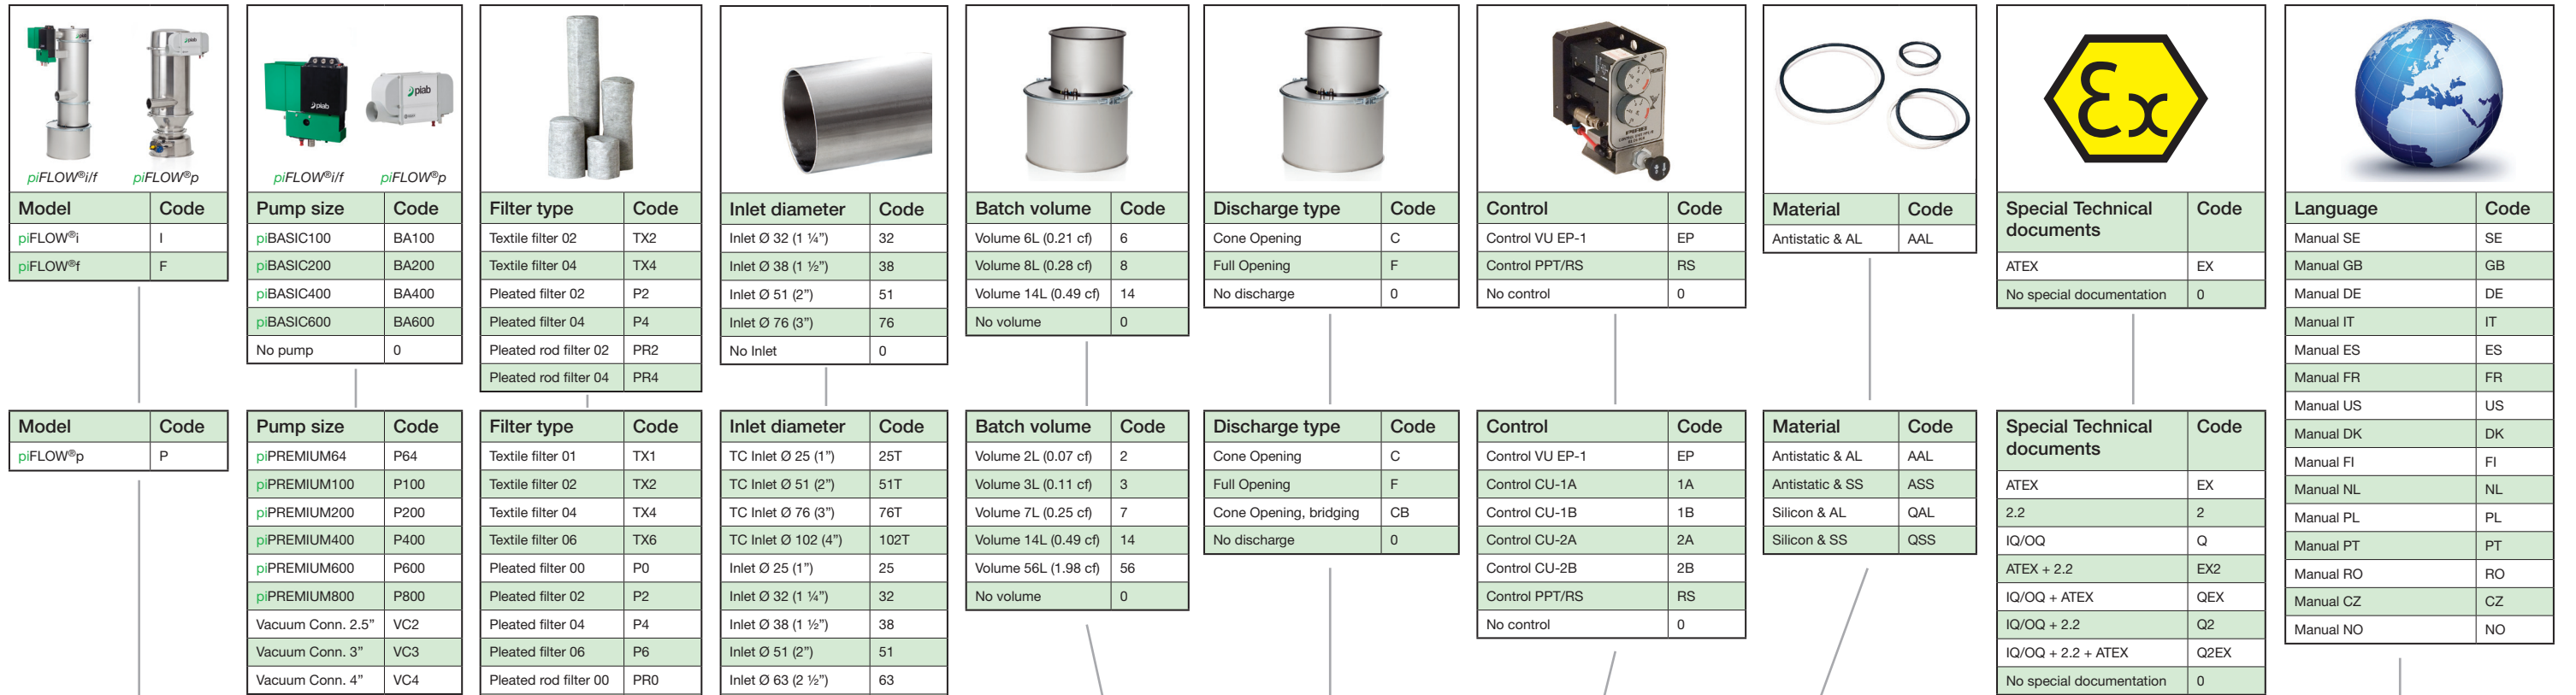 piab
piab
Ex
piFLOW®i/f piFLOW®p
piFLOW®i/f piFLOW®p
Model Code
piFLOW®i I
piFLOW®f F
Pump size Code
piBASIC100 BA100
piBASIC200 BA200
piBASIC400 BA400
piBASIC600 BA600
No pump 0
Filter type Code
Textile filter 02 TX2
Textile filter 04 TX4
Pleated filter 02 P2
Pleated filter 04 P4
Pleated rod filter 02 PR2
Pleated rod filter 04 PR4
Inlet diameter Code
Inlet Ø 32 (1 ¼”) 32
Inlet Ø 38 (1 ½”) 38
Inlet Ø 51 (2”) 51
Inlet Ø 76 (3”) 76
No Inlet 0
Batch volume Code
Volume 6L (0.21 cf) 6
Volume 8L (0.28 cf) 8
Volume 14L (0.49 cf) 14
No volume 0
Discharge type Code
Cone Opening C
Full Opening F
No discharge 0
Control Code
Control VU EP-1 EP
Control PPT/RS RS
No control 0
Material Code
Antistatic & AL AAL
Special Technical Code
documents
ATEX EX
No special documentation 0
Language Code
Manual SE SE
Manual GB GB
Manual DE DE
Manual IT IT
Manual ES ES
Manual FR FR
Manual US US
Manual DK DK
Manual FI FI
Manual NL NL
Manual PL PL
Manual PT PT
Manual RO RO
Manual CZ CZ
Manual NO NO
Model Code
piFLOW®p P
Pump size Code
piPREMIUM64 P64
piPREMIUM100 P100
piPREMIUM200 P200
piPREMIUM400 P400
piPREMIUM600 P600
piPREMIUM800 P800
Vacuum Conn. 2.5” VC2
Vacuum Conn. 3” VC3
Vacuum Conn. 4” VC4
Filter type Code
Textile filter 01 TX1
Textile filter 02 TX2
Textile filter 04 TX4
Textile filter 06 TX6
Pleated filter 00 P0
Pleated filter 02 P2
Pleated filter 04 P4
Pleated filter 06 P6
Pleated rod filter 00 PR0
Inlet diameter Code
TC Inlet Ø 25 (1”) 25T
TC Inlet Ø 51 (2”) 51T
TC Inlet Ø 76 (3”) 76T
TC Inlet Ø 102 (4”) 102T
Inlet Ø 25 (1”) 25
Inlet Ø 32 (1 ¼”) 32
Inlet Ø 38 (1 ½”) 38
Inlet Ø 51 (2”) 51
Inlet Ø 63 (2 ½”) 63
Batch volume Code
Volume 2L (0.07 cf) 2
Volume 3L (0.11 cf) 3
Volume 7L (0.25 cf) 7
Volume 14L (0.49 cf) 14
Volume 56L (1.98 cf) 56
No volume 0
Discharge type Code
Cone Opening C
Full Opening F
Cone Opening, bridging CB
No discharge 0
Control Code
Control VU EP-1 EP
Control CU-1A 1A
Control CU-1B 1B
Control CU-2A 2A
Control CU-2B 2B
Control PPT/RS RS
No control 0
Material Code
Antistatic & AL AAL
Antistatic & SS ASS
Silicon & AL QAL
Silicon & SS QSS
Special Technical Code
documents
ATEX EX
2.2 2
IQ/OQ Q
ATEX + 2.2 EX2
IQ/OQ + ATEX QEX
IQ/OQ + 2.2 Q2
IQ/OQ + 2.2 + ATEX Q2EX
No special documentation 0